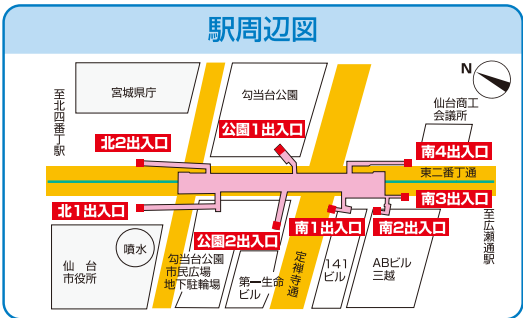 駅周辺図
N
宮城県庁
勾当台公園
仙台商工
会議所
至北四番丁駅
北2出入口
公園1出入口
南4出入口
東二番丁通
南3出入口
北1出入口
公園2出入口
南1出入口
南2出入口
至広瀬通駅
噴水
仙台
市役所
勾当台公園
市民広場
地下駐輪場
第一生命
ビル
定禅寺通
141
ビル
ABビル
三越